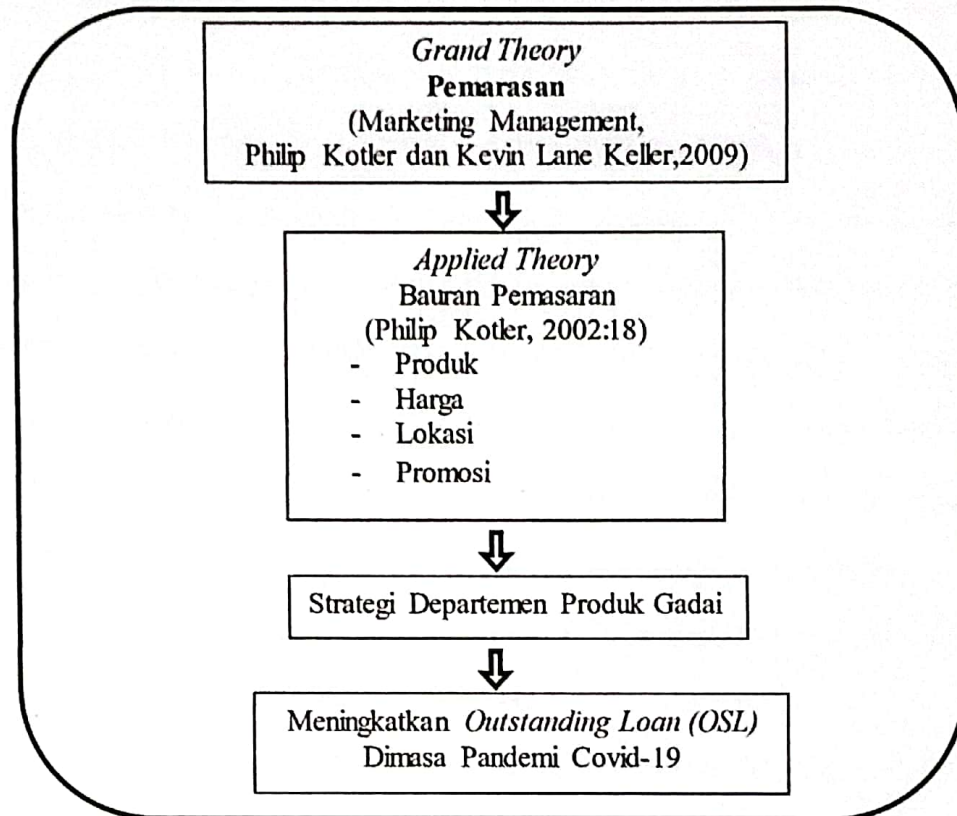 Grand Theory
Pemarasan
(Marketing Management,
Philip Kotler dan Kevin Lane Keller,2009)
Applied Theory
Bauran Pemasaran
(Philip Kotler, 2002:18)
- Produk
- Harga
- Lokasi
- Promosi
Strategi Departemen Produk Gadai
Meningkatkan Outstanding Loan (OSL)
Dimasa Pandemi Covid-19